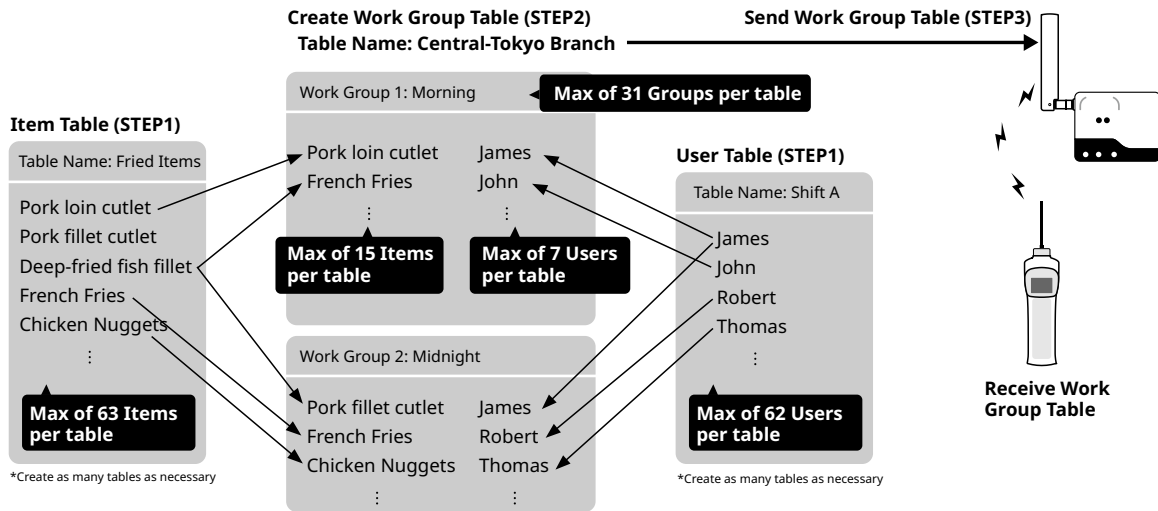 Create Work Group Table (STEP2)
Send Work Group Table (STEP3)
Table Name: Central-Tokyo Branch
Item Table (STEP1)
Table Name: Fried Items
Pork loin cutlet
Pork fillet cutlet
Deep-fried fish fillet
French Fries
Chicken Nuggets
⋮
Max of 63 Items
per table
*Create as many tables as necessary
Work Group 1: Morning
Max of 31 Groups per table
Pork loin cutlet James
French Fries John
⋮ ⋮
Max of 15 Items
per table
Max of 7 Users
per table
Work Group 2: Midnight
Pork fillet cutlet James
French Fries Robert
Chicken Nuggets Thomas
⋮ ⋮
User Table (STEP1)
Table Name: Shift A
James
John
Robert
Thomas
⋮
Max of 62 Users
per table
*Create as many tables as necessary
Receive Work
Group Table